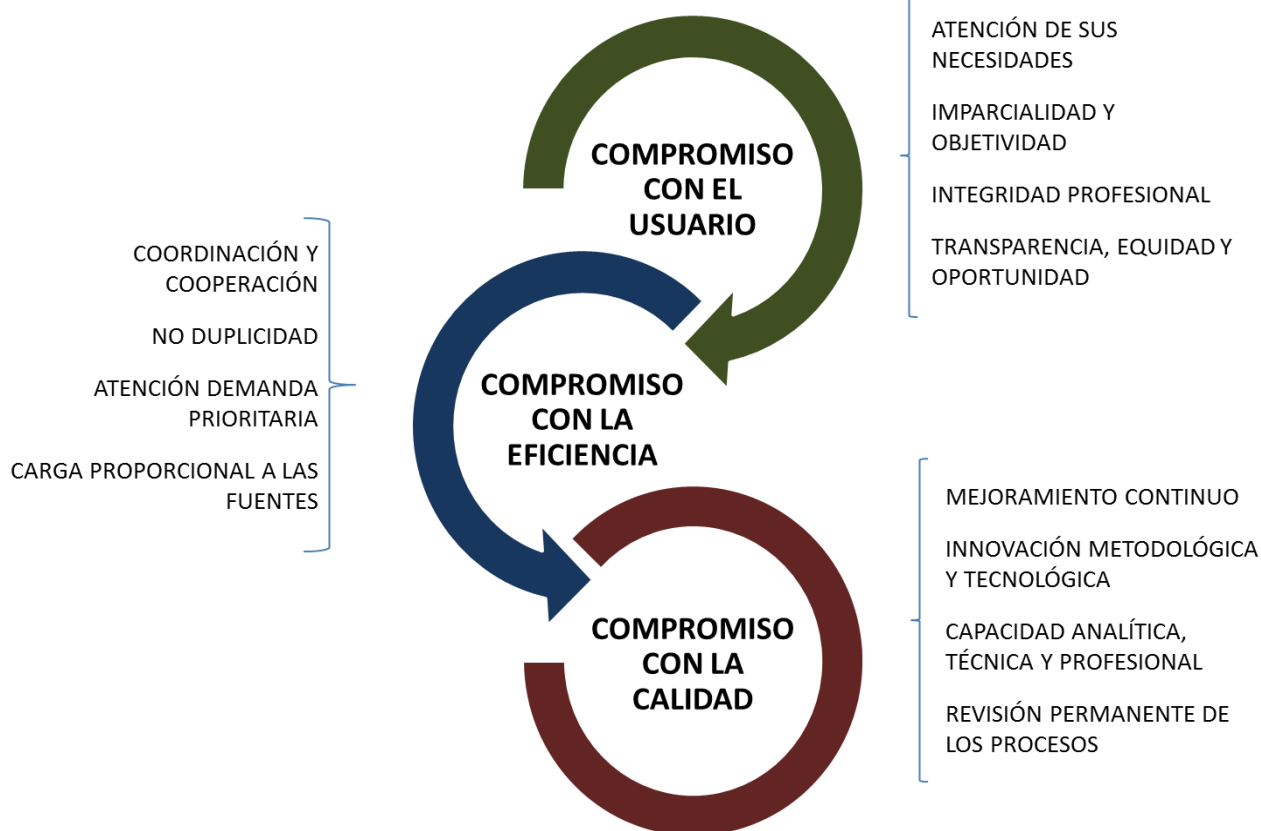 COMPROMISO
CON EL
USUARIO
ATENCIÓN DE SUS
NECESIDADES
IMPARCIALIDAD Y
OBJETIVIDAD
INTEGRIDAD PROFESIONAL
TRANSPARENCIA, EQUIDAD Y
OPORTUNIDAD
COMPROMISO
CON LA
EFICIENCIA
COORDINACIÓN Y
COOPERACIÓN
NO DUPLICIDAD
ATENCIÓN DEMANDA
PRIORITARIA
CARGA PROPORCIONAL A LAS
FUENTES
COMPROMISO
CON LA
CALIDAD
MEJORAMIENTO CONTINUO
INNOVACIÓN METODOLÓGICA
Y TECNOLÓGICA
CAPACIDAD ANALÍTICA,
TÉCNICA Y PROFESIONAL
REVISIÓN PERMANENTE DE
LOS PROCESOS